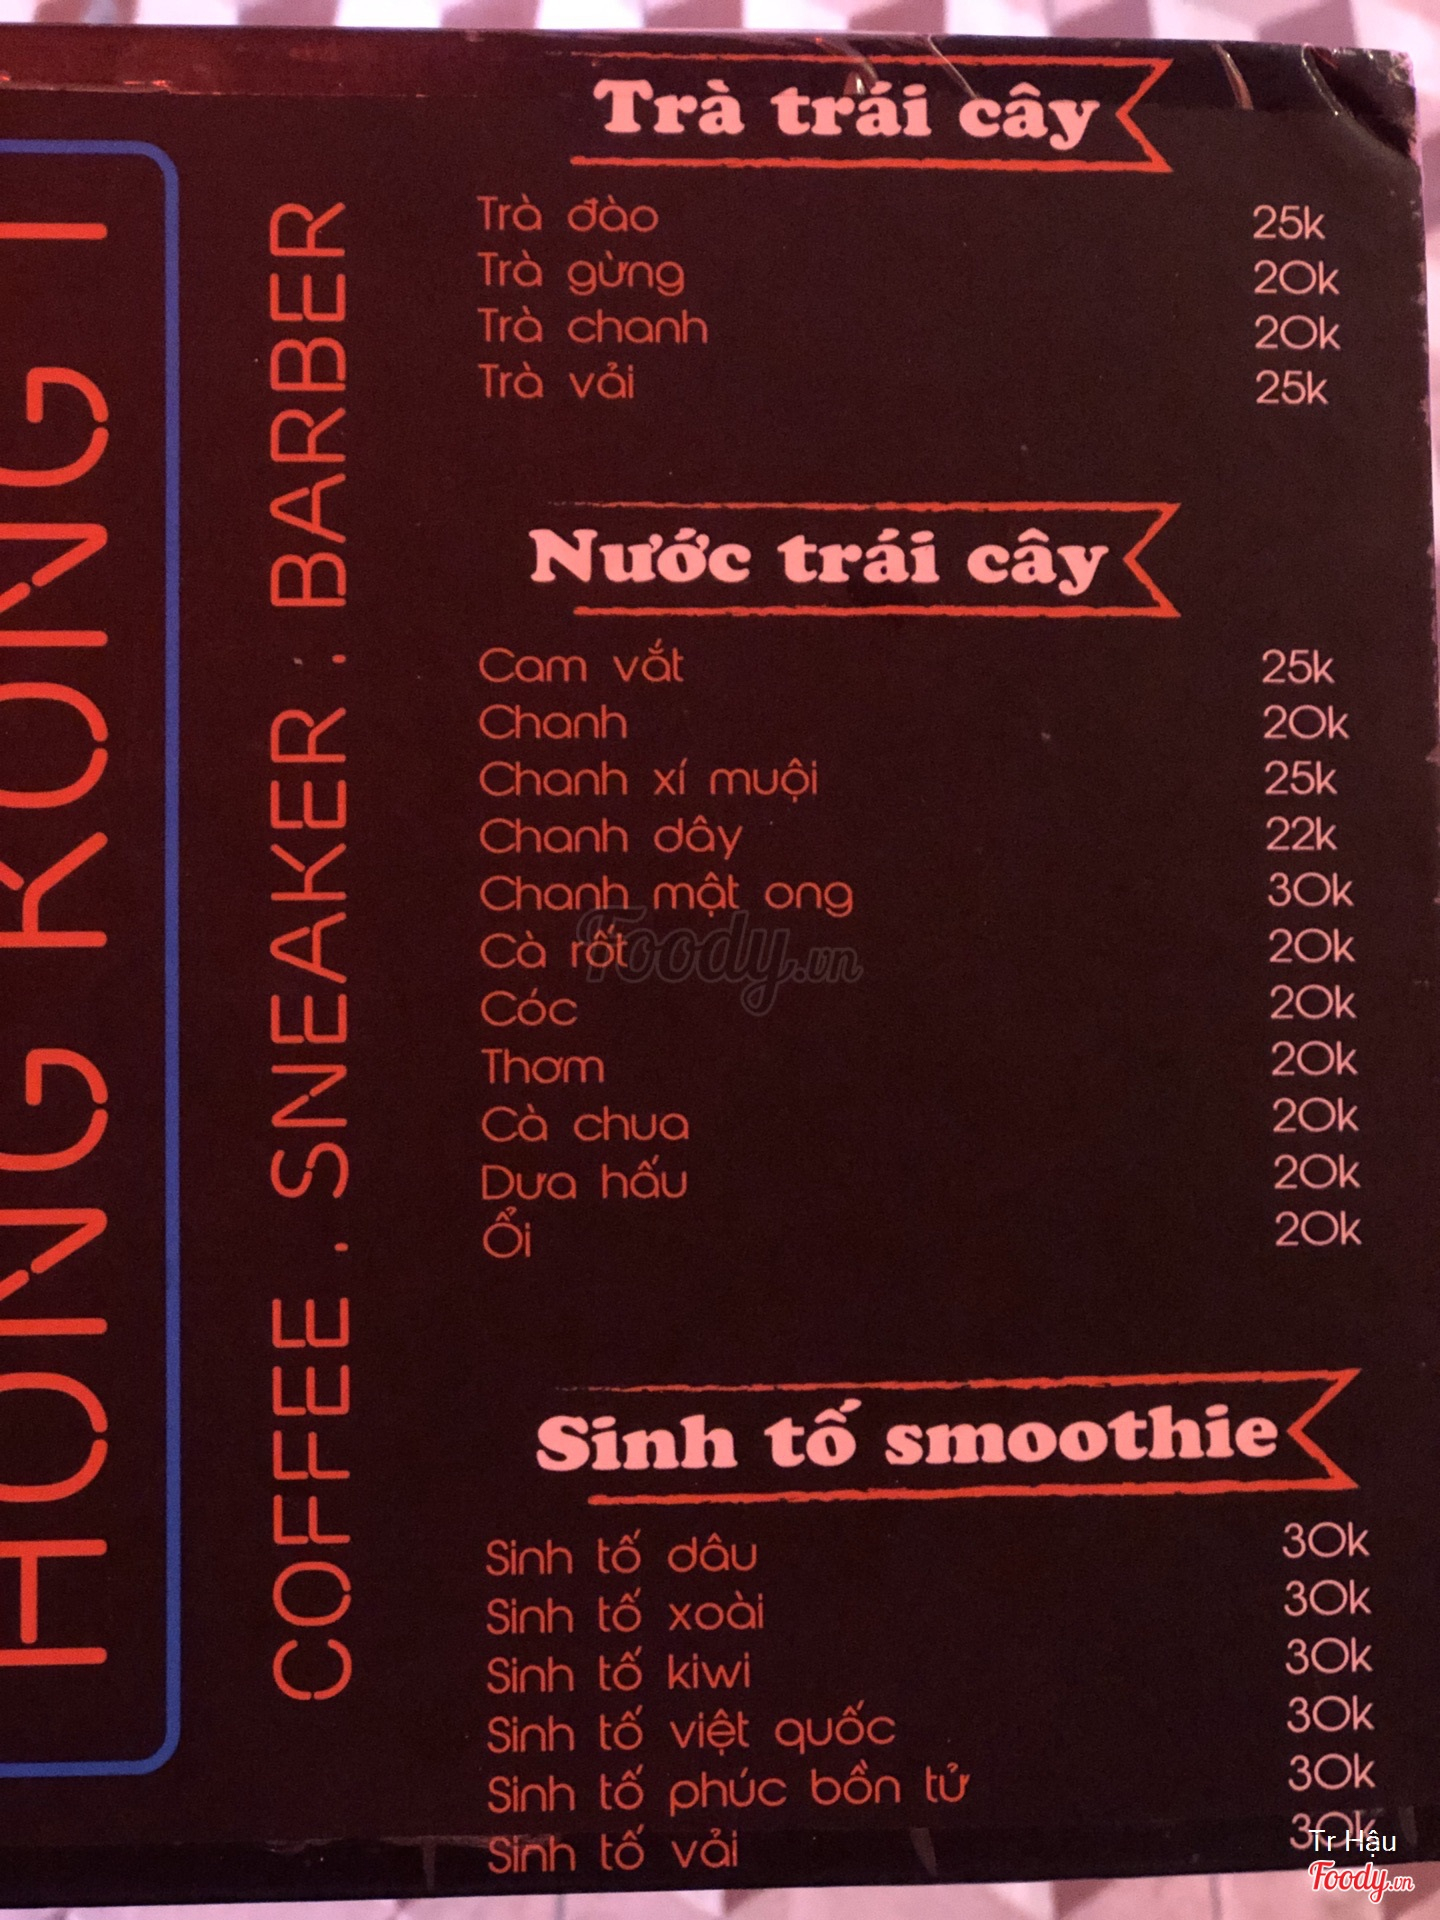 HONG KONG 1
COFFEE . SNEAKER : BARBER
Trà trái cây
Trà đào 25k
Trà gừng 20k
Trà chanh 20k
Trà vải 25k
Nước trái cây
Cam vắt 25k
Chanh 20k
Chanh xí muội 25k
Chanh dây 22k
Chanh mật ong 30k
Cà rốt 20k
Cóc 20k
Thơm 20k
Cà chua 20k
Dưa hấu 20k
Ổi 20k
Foody.vn
Sinh tố smoothie
Sinh tố dâu 30k
Sinh tố xoài 30k
Sinh tố kiwi 30k
Sinh tố việt quốc 30k
Sinh tố phúc bồn tử 30k
Sinh tố vải 30k
Tr Hậu
Foody.vn